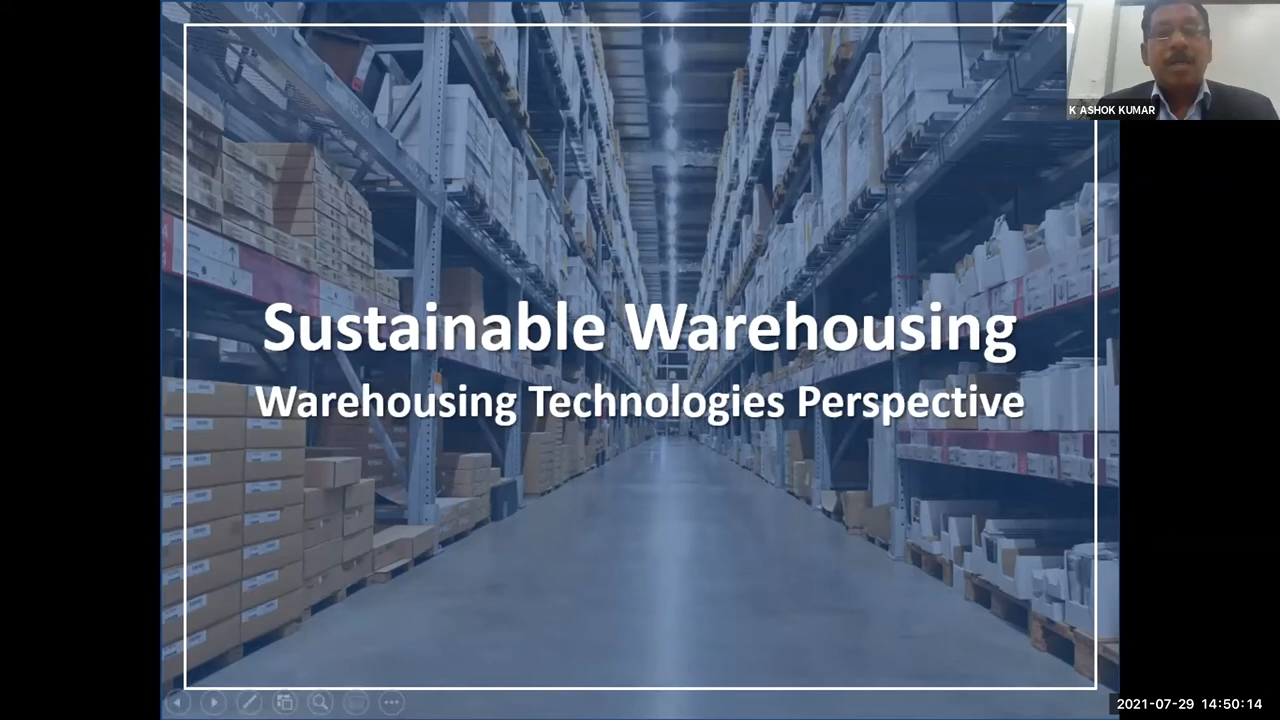 K ASHOK KUMAR
Sustainable Warehousing
Warehousing Technologies Perspective
2021-07-29 14:50:14